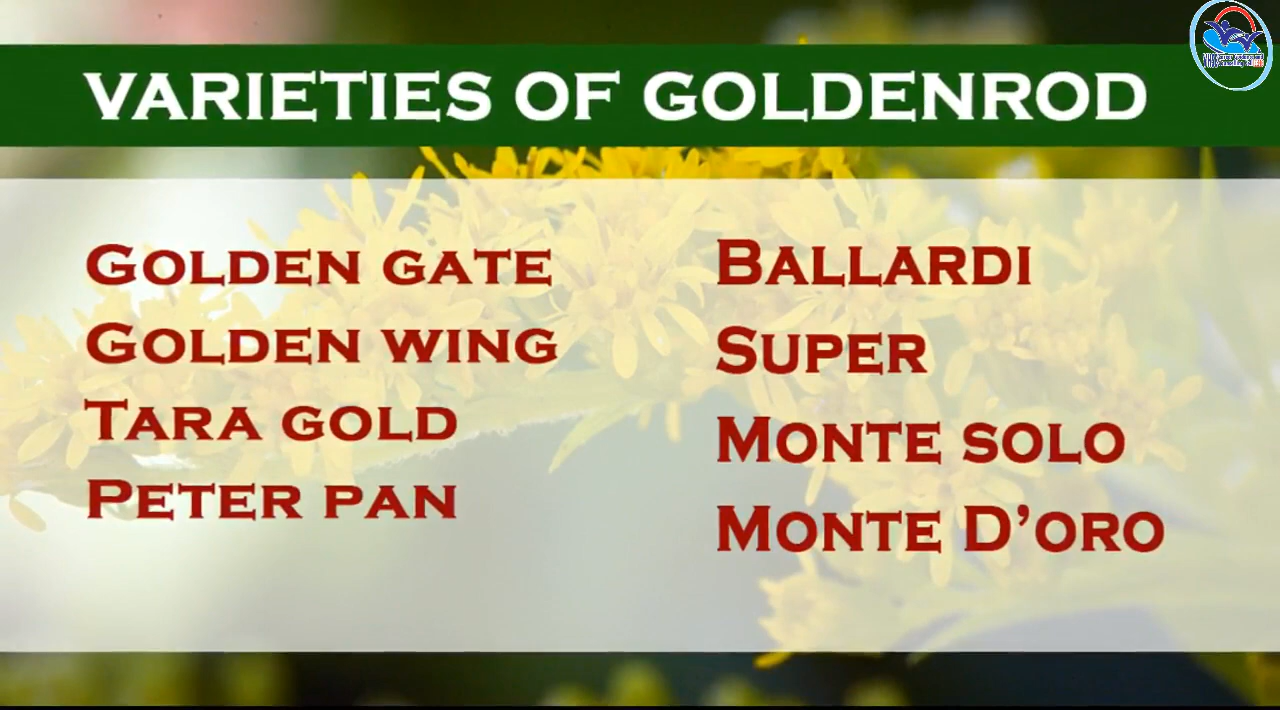 VARIETIES OF GOLDENROD
GOLDEN GATE
GOLDEN WING
TARA GOLD
PETER PAN
BALLARDI
SUPER
MONTE SOLO
MONTE D'ORO